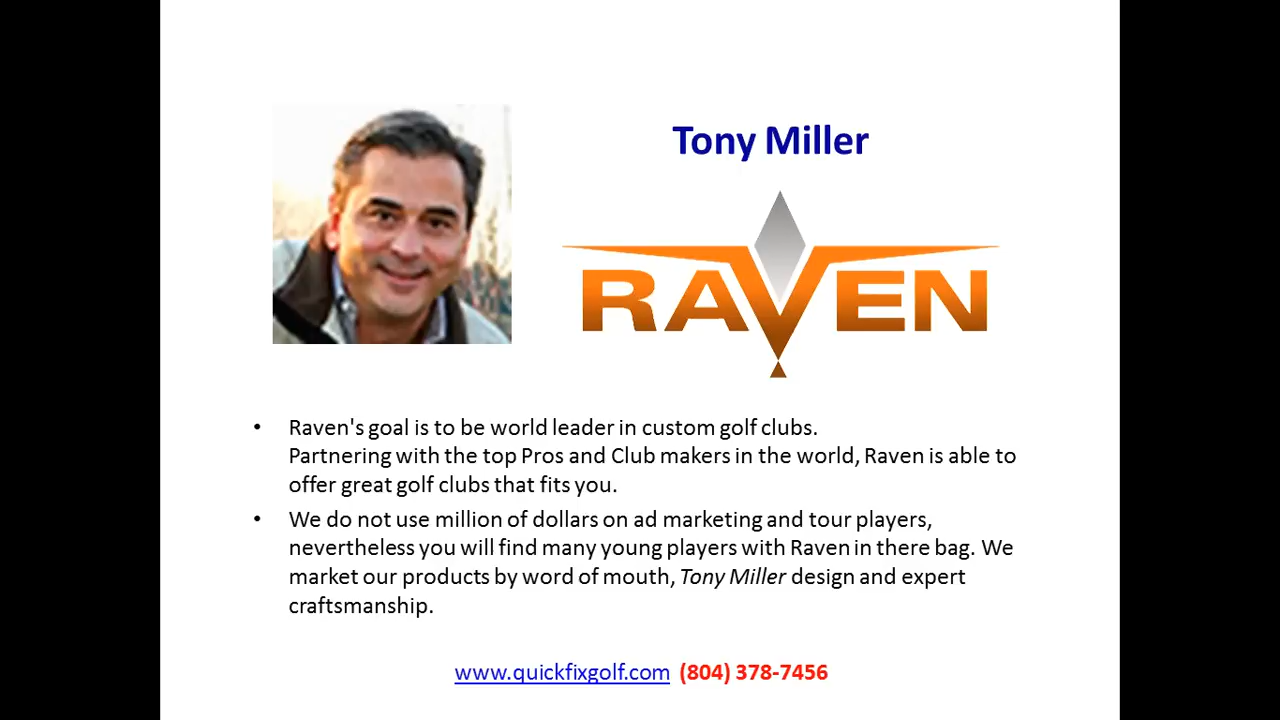 Tony Miller
RAVEN
• Raven's goal is to be world leader in custom golf clubs.
Partnering with the top Pros and Club makers in the world, Raven is able to
offer great golf clubs that fits you.
• We do not use million of dollars on ad marketing and tour players,
nevertheless you will find many young players with Raven in there bag. We
market our products by word of mouth, Tony Miller design and expert
craftsmanship.
www.quickfixgolf.com (804) 378-7456